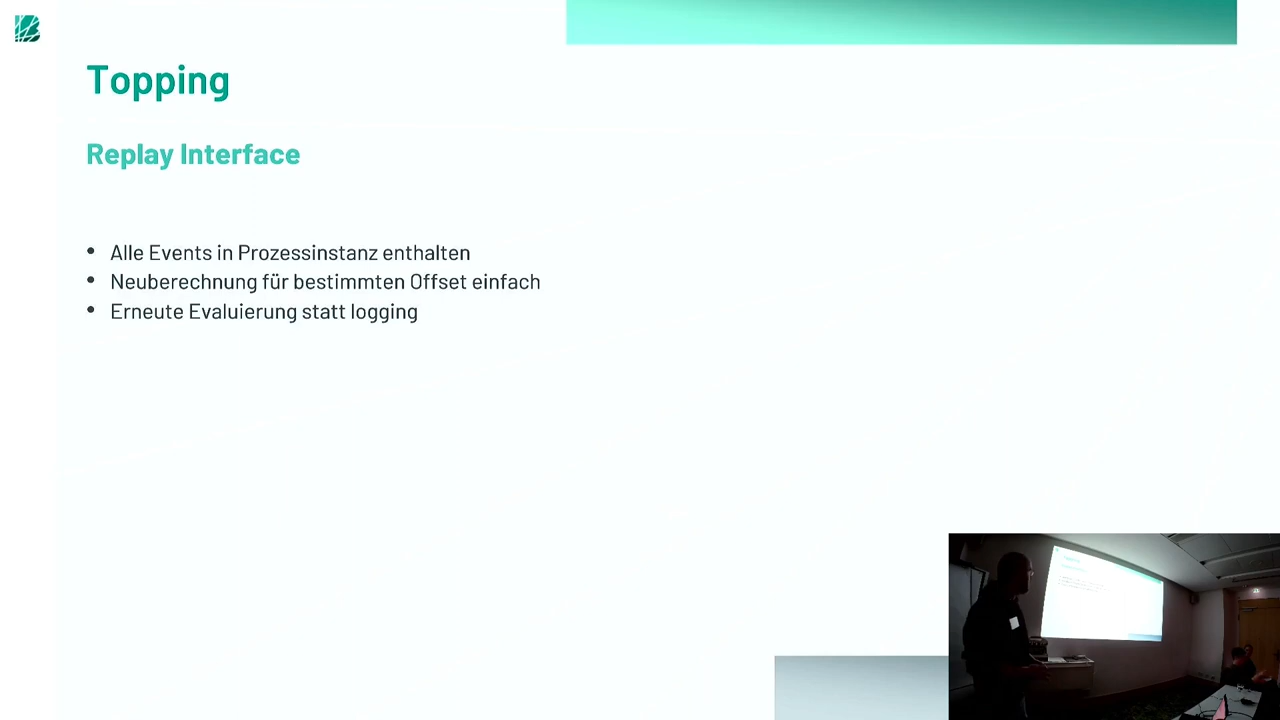 Topping
Replay Interface
• Alle Events in Prozessinstanz enthalten
• Neuberechnung für bestimmten Offset einfach
• Erneute Evaluierung statt logging